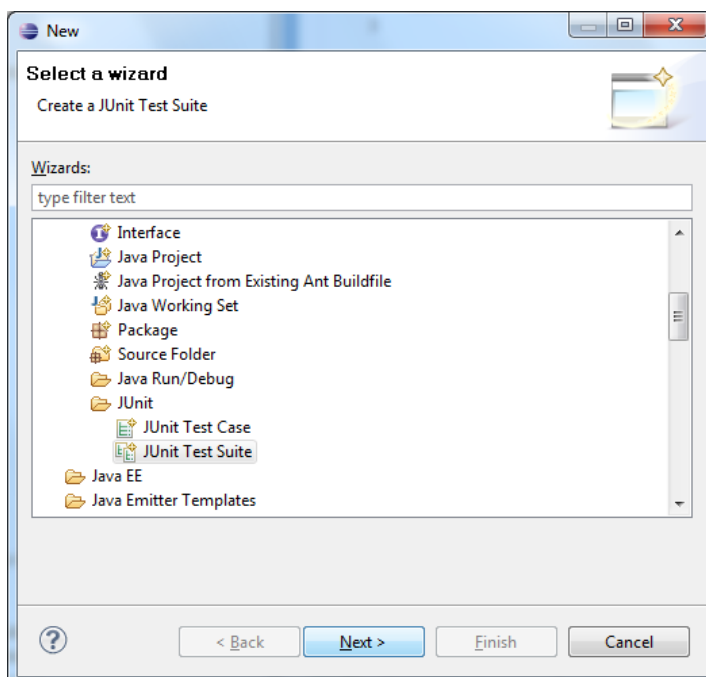 New
Select a wizard
Create a JUnit Test Suite
Wizards:
type filter text
Interface
Java Project
Java Project from Existing Ant Buildfile
Java Working Set
Package
Source Folder
Java Run/Debug
JUnit
JUnit Test Case
JUnit Test Suite
Java EE
Java Emitter Templates
? < Back Next > Finish Cancel